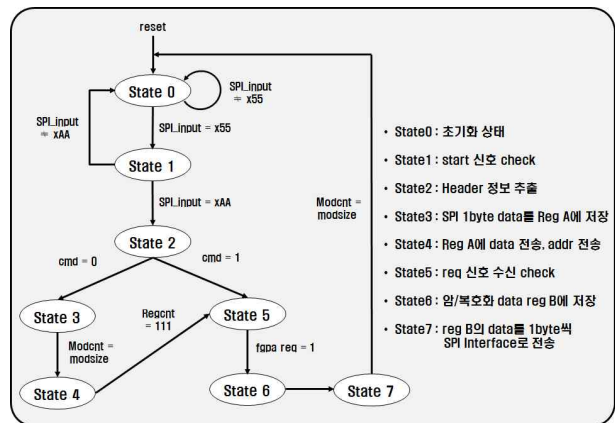 reset
State 0
SPI_input
≠ x55
SPI_input
≠ xAA
SPI_input = x55
State 1
SPI_input = xAA
State 2
cmd = 0
cmd = 1
Modcnt =
modsize
State 3
Regcnt
= 111
State 5
Modcnt =
modsize
fgpa_req = 1
State 4
State 6
State 7
• State0 : 초기화 상태
• State1 : start 신호 check
• State2 : Header 정보 추출
• State3 : SPI 1byte data를 Reg A에 저장
• State4 : Reg A에 data 전송, addr 전송
• State5 : req 신호 수신 check
• State6 : 암/복호화 data reg B에 저장
• State7 : reg B의 data를 1byte씩
SPI Interface로 전송